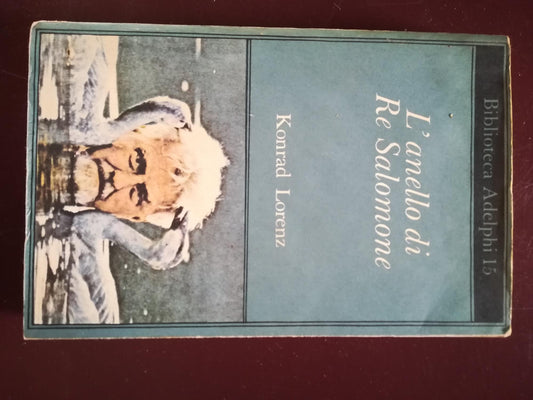 Biblioteca Adelphi 15
L'anello di
Re Salomone
Konrad Lorenz